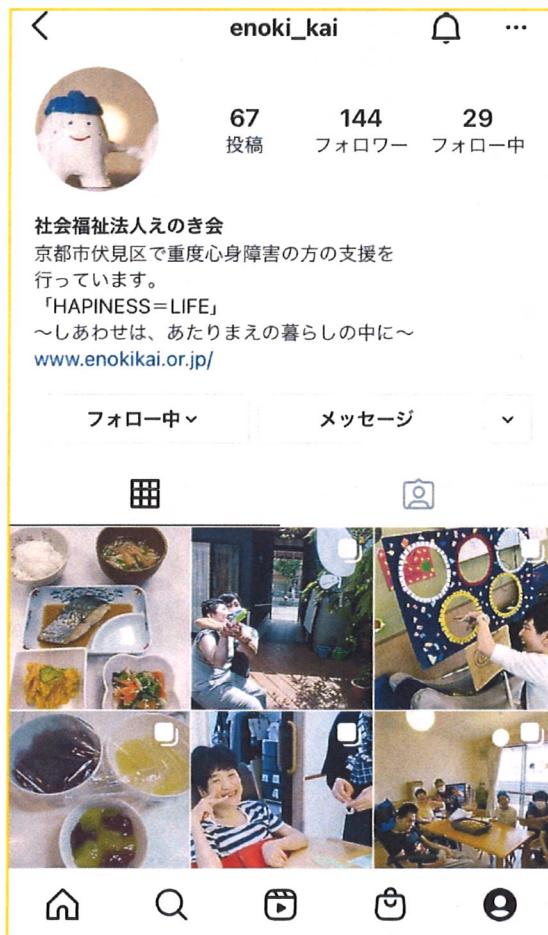 enoki_kai
67
投稿
144
フォロワー
29
フォロー中
社会福祉法人えのき会
京都市伏見区で重度心身障害の方の支援を
行っています。
「HAPINESS＝LIFE」
〜しあわせは、あたりまえの暮らしの中に〜
www.enokikai.or.jp/
フォロー中
メッセージ